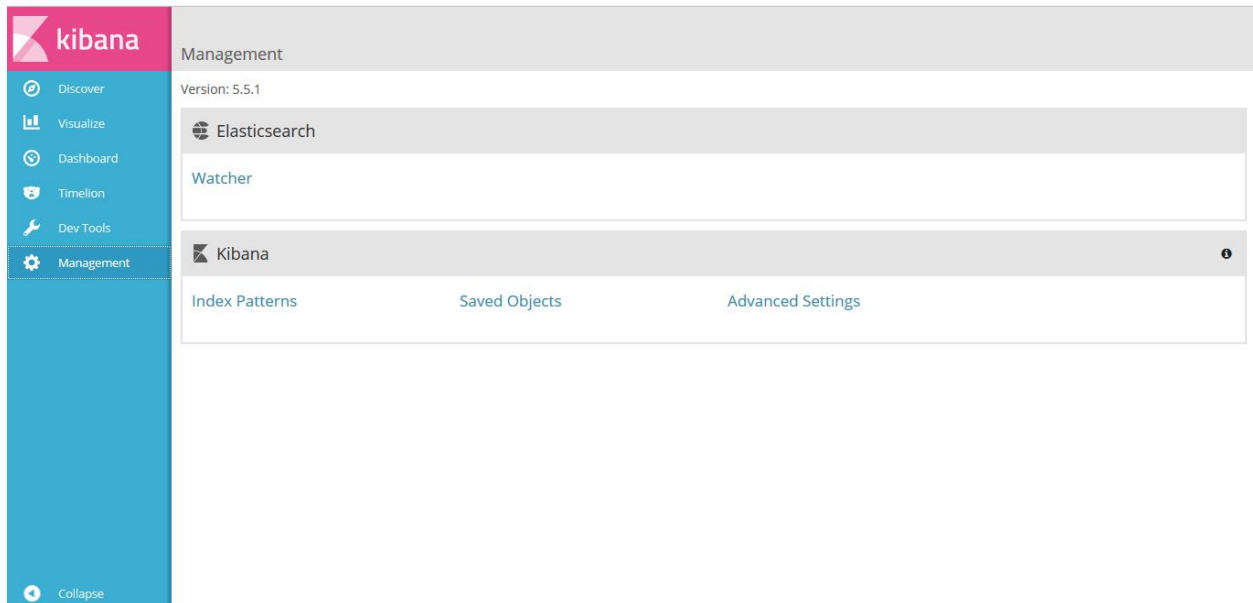 kibana
Discover
Visualize
Dashboard
Timelion
Dev Tools
Management
Collapse
Management
Version: 5.5.1
Elasticsearch
Watcher
Kibana
Index Patterns Saved Objects Advanced Settings